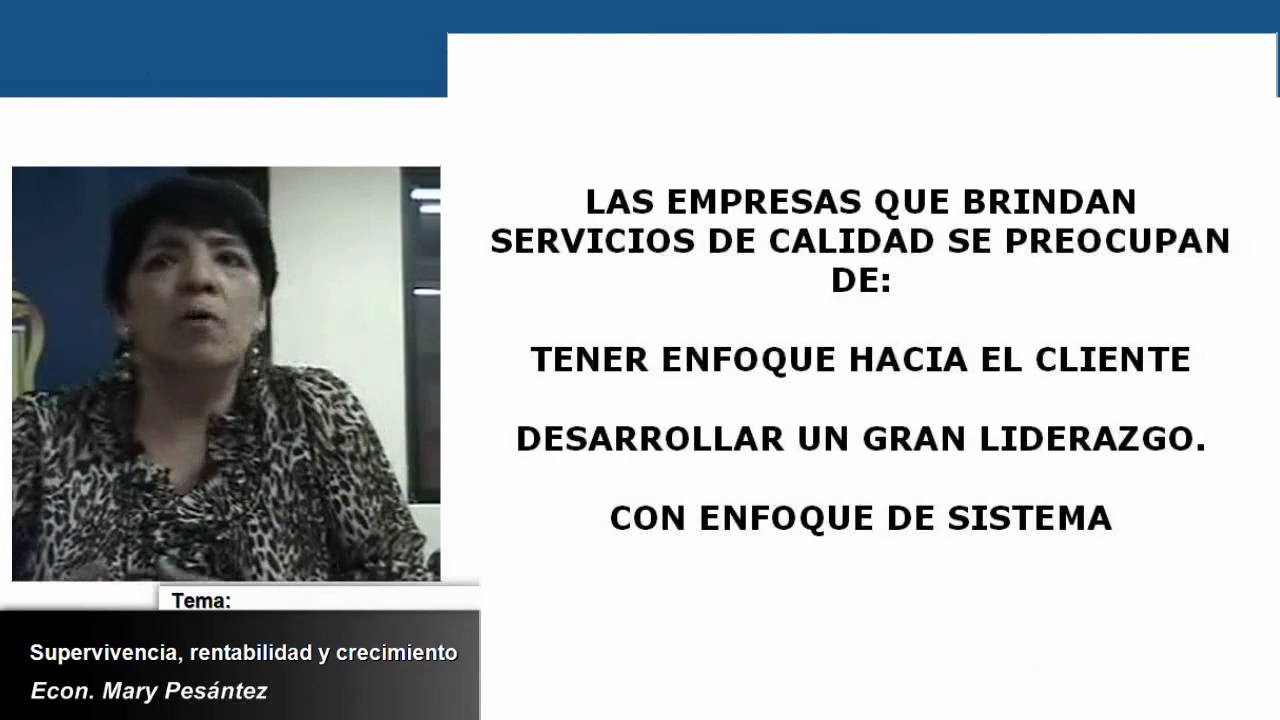 LAS EMPRESAS QUE BRINDAN
SERVICIOS DE CALIDAD SE PREOCUPAN
DE:
TENER ENFOQUE HACIA EL CLIENTE
DESARROLLAR UN GRAN LIDERAZGO.
CON ENFOQUE DE SISTEMA
Tema:
Supervivencia, rentabilidad y crecimiento
Econ. Mary Pesántez